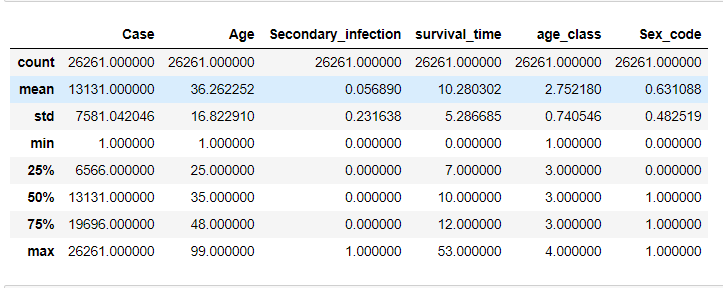 Case Age Secondary_infection survival_time age_class Sex_code
count 26261.000000 26261.000000 26261.000000 26261.000000 26261.000000 26261.000000
mean 13131.000000 36.262252 0.056890 10.280302 2.752180 0.631088
std 7581.042046 16.822910 0.231638 5.286685 0.740546 0.482519
min 1.000000 1.000000 0.000000 0.000000 1.000000 0.000000
25% 6566.000000 25.000000 0.000000 7.000000 3.000000 0.000000
50% 13131.000000 35.000000 0.000000 10.000000 3.000000 1.000000
75% 19696.000000 48.000000 0.000000 12.000000 3.000000 1.000000
max 26261.000000 99.000000 1.000000 53.000000 4.000000 1.000000